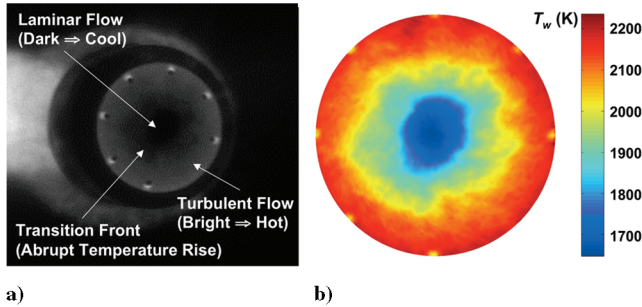 Laminar Flow
(Dark ⇒ Cool)
Turbulent Flow
(Bright ⇒ Hot)
Transition Front
(Abrupt Temperature Rise)
a)
T_w (K)
2200
2100
2000
1900
1800
1700
b)